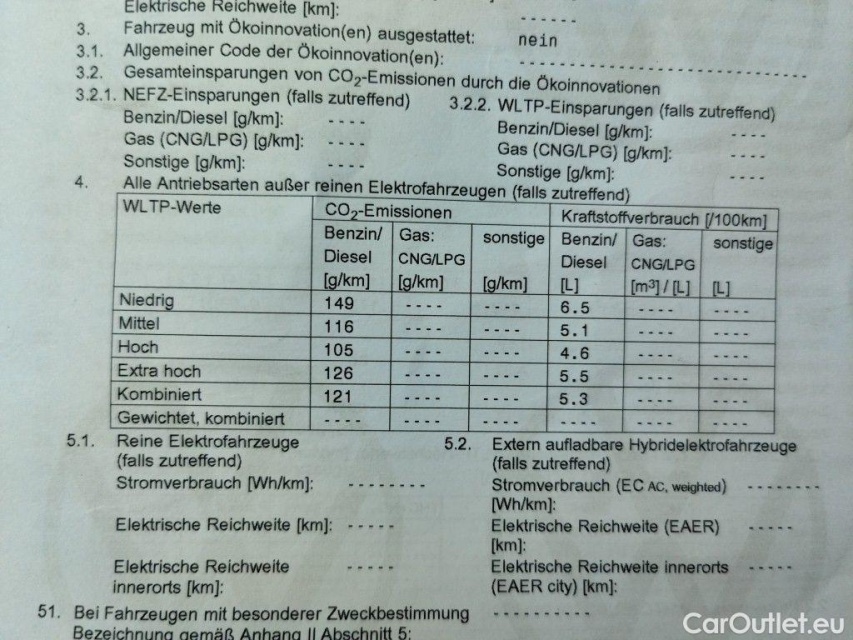 Elektrische Reichweite [km]: - - - - - -
3. Fahrzeug mit Ökoinnovation(en) ausgestattet: nein
3.1. Allgemeiner Code der Ökoinnovation(en): - - - - - - - - - - - - - - - - - - - - - - - - - - - - - -
3.2. Gesamteinsparungen von CO₂-Emissionen durch die Ökoinnovationen
3.2.1. NEFZ-Einsparungen (falls zutreffend) 3.2.2. WLTP-Einsparungen (falls zutreffend)
Benzin/Diesel [g/km]: - - - - Benzin/Diesel [g/km]: - - - -
Gas (CNG/LPG) [g/km]: - - - - Gas (CNG/LPG) [g/km]: - - - -
Sonstige [g/km]: - - - - Sonstige [g/km]: - - - -
4. Alle Antriebsarten außer reinen Elektrofahrzeugen (falls zutreffend)
WLTP-Werte CO₂-Emissionen Kraftstoffverbrauch [/100km]
Benzin/ Gas: sonstige Benzin/ Gas: sonstige
Diesel CNG/LPG Diesel CNG/LPG
[g/km] [g/km] [g/km] [L] [m³] / [L] [L]
Niedrig 149 - - - - - - - - 6.5 - - - - - - - -
Mittel 116 - - - - - - - - 5.1 - - - - - - - -
Hoch 105 - - - - - - - - 4.6 - - - - - - - -
Extra hoch 126 - - - - - - - - 5.5 - - - - - - - -
Kombiniert 121 - - - - - - - - 5.3 - - - - - - - -
Gewichtet, kombiniert - - - - - - - - - - - - - - - - - - - - - - - -
5.1. Reine Elektrofahrzeuge 5.2. Extern aufladbare Hybridelektrofahrzeuge
(falls zutreffend) (falls zutreffend)
Stromverbrauch [Wh/km]: - - - - - - - - Stromverbrauch (EC AC, weighted) - - - - - - - -
[Wh/km]:
Elektrische Reichweite [km]: - - - - - Elektrische Reichweite (EAER) - - - - -
[km]:
Elektrische Reichweite - - - - - Elektrische Reichweite innerorts - - - - -
innerorts [km]: (EAER city) [km]:
51. Bei Fahrzeugen mit besonderer Zweckbestimmung - - - - - - - - - -
Bezeichnung gemäß Anhang II Abschnitt 5:
CarOutlet.eu